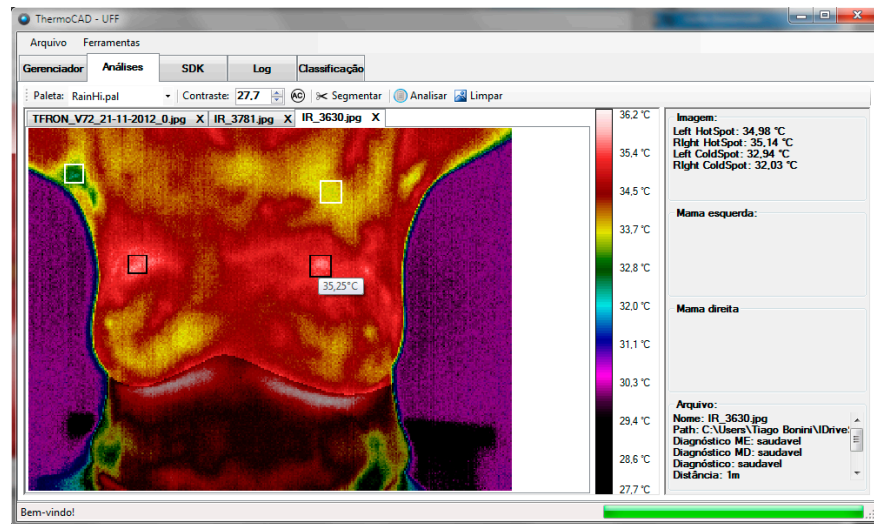 ThermoCAD - UFF
Arquivo Ferramentas
Gerenciador Análises SDK Log Classificação
Paleta: RainHi.pal Contraste: 27,7 AC Segmentar Analisar Limpar
TFRON_V72_21-11-2012_0.jpg X IR_3781.jpg X IR_3630.jpg X
36,2 °C
35,4 °C
34,5 °C
33,7 °C
32,8 °C
32,0 °C
31,1 °C
30,3 °C
29,4 °C
28,6 °C
27,7 °C
35,25°C
Imagem:
Left HotSpot: 34,98 °C
RIght HotSpot: 35,14 °C
Left ColdSpot: 32,94 °C
RIght ColdSpot: 32,03 °C
Mama esquerda:
Mama direita
Arquivo:
Nome: IR_3630.jpg
Path: C:\Users\Tiago Bonini\IDrive
Diagnóstico ME: saudavel
Diagnóstico MD: saudavel
Diagnóstico: saudavel
Distância: 1m
Bem-vindo!